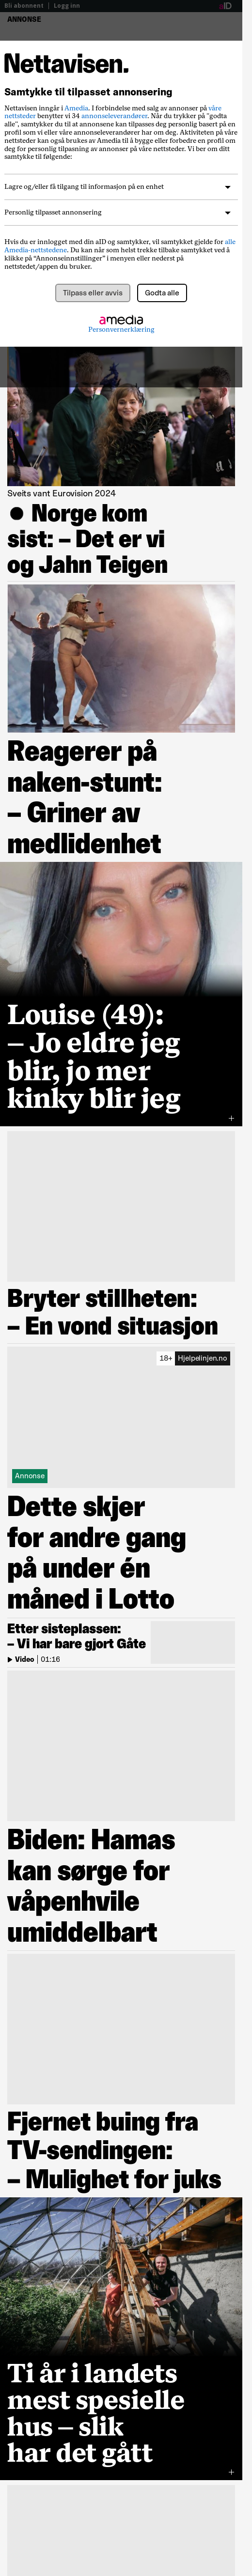 Bli abonnent | Logg inn
aID
ANNONSE
Nettavisen.
Samtykke til tilpasset annonsering
Nettavisen inngår i Amedia. I forbindelse med salg av annonser på våre
nettsteder benytter vi 34 annonseleverandører. Når du trykker på "godta
alle", samtykker du til at annonsene kan tilpasses deg personlig basert på en
profil med data vi eller våre annonseleverandører har om deg. Aktiviteten på våre
nettsteder kan også brukes av Amedia til å bygge eller forbedre en profil om
deg for personlig tilpasning av annonser på våre nettsteder. Vi ber om ditt
samtykke til følgende:
Lagre og/eller få tilgang til informasjon på en enhet
Personlig tilpasset annonsering
Hvis du er innlogget med din aID og samtykker, vil samtykket gjelde for alle
Amedia-nettstedene. Du kan når som helst trekke tilbake samtykket ved å
klikke på “Annonseinnstillinger” i menyen eller nederst på
nettstedet/appen du bruker.
Tilpass eller avvis
Godta alle
amedia
Personvernerklæring
Sveits vant Eurovision 2024
● Norge kom
sist: – Det er vi
og Jahn Teigen
Reagerer på
naken-stunt:
– Griner av
medlidenhet
Louise (49):
– Jo eldre jeg
blir, jo mer
kinky blir jeg
+
Bryter stillheten:
– En vond situasjon
18+ Hjelpelinjen.no
Annonse
Dette skjer
for andre gang
på under én
måned i Lotto
Etter sisteplassen:
– Vi har bare gjort Gåte
Video | 01:16
Biden: Hamas
kan sørge for
våpenhvile
umiddelbart
Fjernet buing fra
TV-sendingen:
– Mulighet for juks
Ti år i landets
mest spesielle
hus – slik
har det gått
+